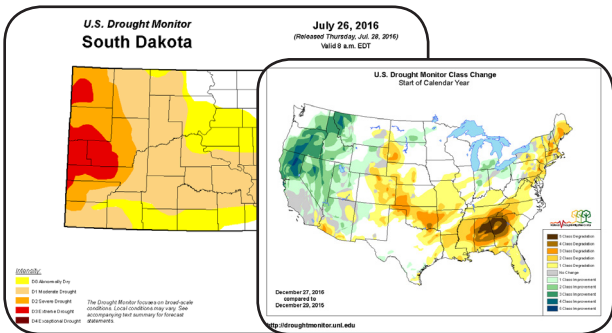 U.S. Drought Monitor
South Dakota
July 26, 2016
(Released Thursday, Jul. 28, 2016)
Valid 8 a.m. EDT
Intensity:
D0 Abnormally Dry
D1 Moderate Drought
D2 Severe Drought
D3 Extreme Drought
D4 Exceptional Drought
The Drought Monitor focuses on broad-scale
conditions. Local conditions may vary. See
accompanying text summary for forecast
statements.
U.S. Drought Monitor Class Change
Start of Calendar Year
5 Class Degradation
4 Class Degradation
3 Class Degradation
2 Class Degradation
1 Class Degradation
No Change
1 Class Improvement
2 Class Improvement
3 Class Improvement
4 Class Improvement
5 Class Improvement
December 27, 2016
compared to
December 29, 2015
http://droughtmonitor.unl.edu